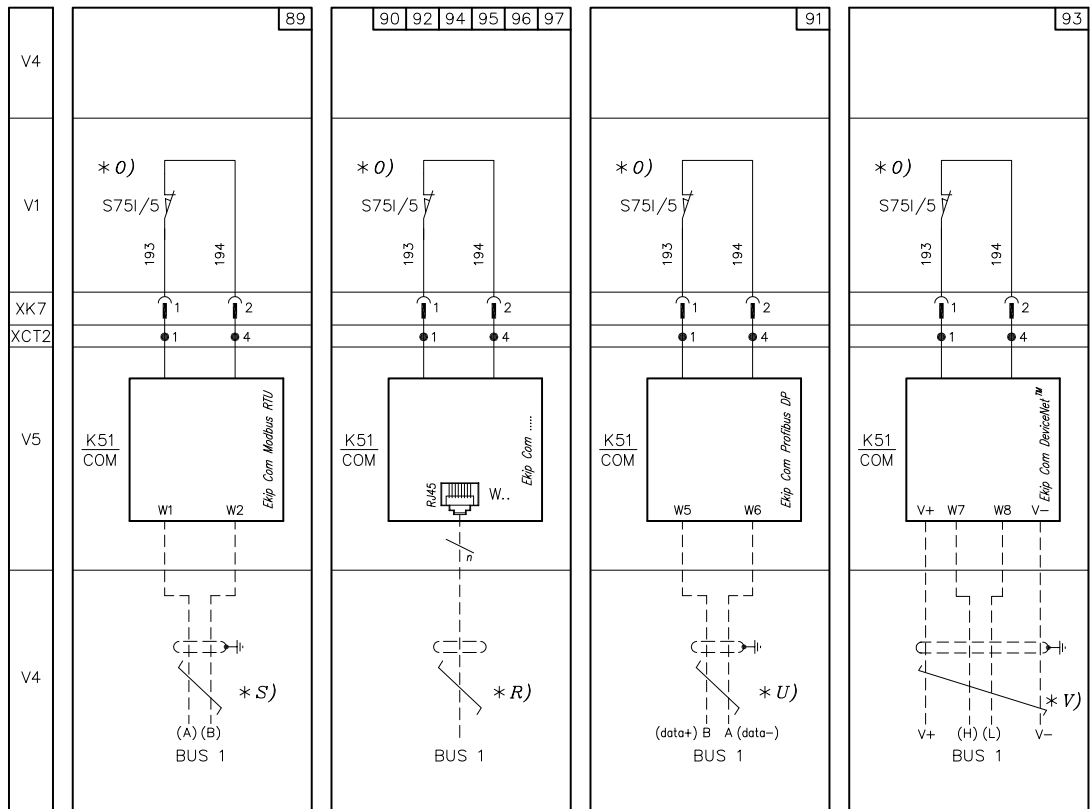 V4
V1
XK7
XCT2
V5
V4
89
*0)
S75I/5
193
194
1
2
1
4
K51
COM
Ekip Com Modbus RTU
W1
W2
*S)
(A) (B)
BUS 1
90 92 94 95 96 97
*0)
S75I/5
193
194
1
2
1
4
K51
COM
Ekip Com .....
RJ45
W..
n
*R)
BUS 1
91
*0)
S75I/5
193
194
1
2
1
4
K51
COM
Ekip Com Profibus DP
W5
W6
*U)
(data+) B A (data-)
BUS 1
93
*0)
S75I/5
193
194
1
2
1
4
K51
COM
Ekip Com DeviceNet™
V+ W7 W8 V-
*V)
V+ (H) (L) V-
BUS 1